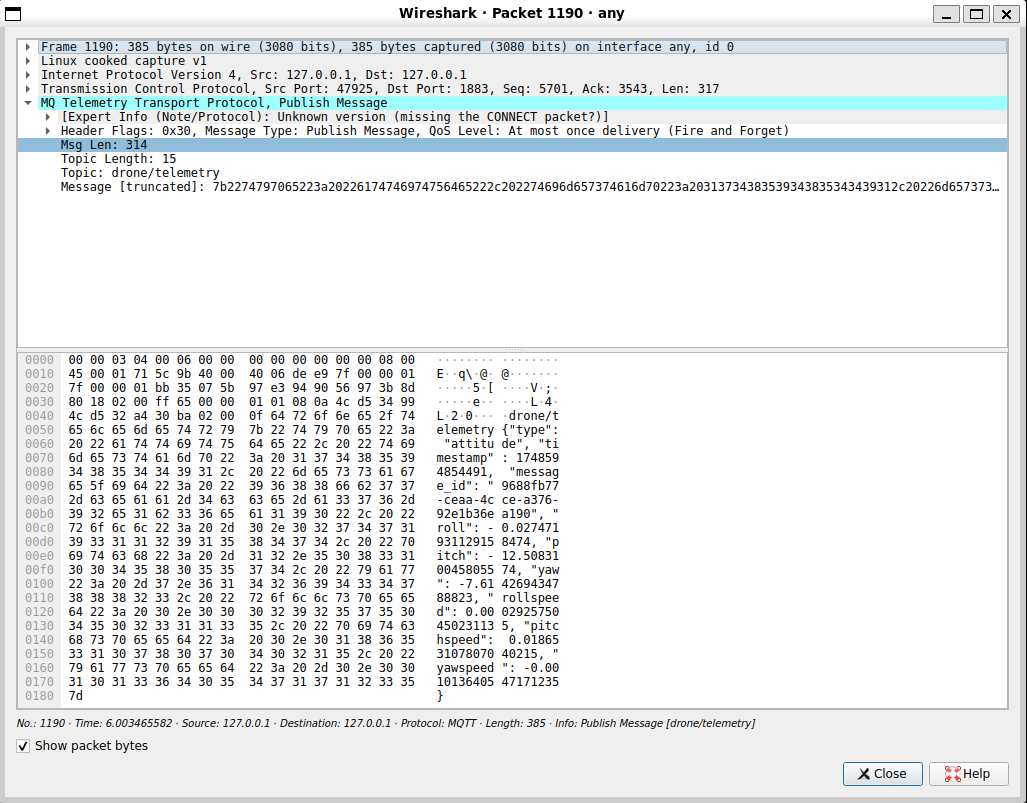 Wireshark · Packet 1190 · any
Frame 1190: 385 bytes on wire (3080 bits), 385 bytes captured (3080 bits) on interface any, id 0
Linux cooked capture v1
Internet Protocol Version 4, Src: 127.0.0.1, Dst: 127.0.0.1
Transmission Control Protocol, Src Port: 47925, Dst Port: 1883, Seq: 5701, Ack: 3543, Len: 317
MQ Telemetry Transport Protocol, Publish Message
[Expert Info (Note/Protocol): Unknown version (missing the CONNECT packet?)]
Header Flags: 0x30, Message Type: Publish Message, QoS Level: At most once delivery (Fire and Forget)
Msg Len: 314
Topic Length: 15
Topic: drone/telemetry
Message [truncated]: 7b2274797065223a2022617474697475646522​2c202274696d657374616d70223a20313734383539343835343439312c20226d657373…
0000 00 00 03 04 00 06 00 00 00 00 00 00 00 00 08 00 ········ ········
0010 45 00 01 71 5c 9b 40 00 40 06 de e9 7f 00 00 01 E··q\·@· @·······
0020 7f 00 00 01 bb 35 07 5b 97 e3 94 90 56 97 3b 8d ·····5·[ ····V·;·
0030 80 18 02 00 ff 65 00 00 01 01 08 0a 4c d5 34 99 ·····e·· ····L·4·
0040 4c d5 32 a4 30 ba 02 00 0f 64 72 6f 6e 65 2f 74 L·2·0··· ·drone/t
0050 65 6c 65 6d 65 74 72 79 7b 22 74 79 70 65 22 3a elemetry {"type":
0060 20 22 61 74 74 69 74 75 64 65 22 2c 20 22 74 69 "attitu de", "ti
0070 6d 65 73 74 61 6d 70 22 3a 20 31 37 34 38 35 39 mestamp" : 174859
0080 34 38 35 34 34 39 31 2c 20 22 6d 65 73 73 61 67 4854491, "messag
0090 65 5f 69 64 22 3a 20 22 39 36 38 38 66 62 37 37 e_id": " 9688fb77
00a0 2d 63 65 61 61 2d 34 63 63 65 2d 61 33 37 36 2d -ceaa-4c ce-a376-
00b0 39 32 65 31 62 33 36 65 61 31 39 30 22 2c 20 22 92e1b36e a190", "
00c0 72 6f 6c 6c 22 3a 20 2d 30 2e 30 32 37 34 37 31 roll": - 0.027471
00d0 39 33 31 31 32 39 31 35 38 34 37 34 2c 20 22 70 93112915 8474, "p
00e0 69 74 63 68 22 3a 20 2d 31 32 2e 35 30 38 33 31 itch": - 12.50831
00f0 30 30 34 35 38 30 35 35 37 34 2c 20 22 79 61 77 00458055 74, "yaw
0100 22 3a 20 2d 37 2e 36 31 34 32 36 39 34 33 34 37 ": -7.61 42694347
0110 38 38 38 32 33 2c 20 22 72 6f 6c 6c 73 70 65 65 88823, " rollspee
0120 64 22 3a 20 30 2e 30 30 30 32 39 32 35 37 35 30 d": 0.00 02925750
0130 34 35 30 32 33 31 31 33 35 2c 20 22 70 69 74 63 45023113 5, "pitc
0140 68 73 70 65 65 64 22 3a 20 30 2e 30 31 38 36 35 hspeed": 0.01865
0150 33 31 30 37 38 30 37 30 34 30 32 31 35 2c 20 22 31078070 40215, "
0160 79 61 77 73 70 65 65 64 22 3a 20 2d 30 2e 30 30 yawspeed ": -0.00
0170 31 30 31 33 36 34 30 35 34 37 31 37 31 32 33 35 10136405 47171235
0180 7d }
No.: 1190 · Time: 6.003465582 · Source: 127.0.0.1 · Destination: 127.0.0.1 · Protocol: MQTT · Length: 385 · Info: Publish Message [drone/telemetry]
Show packet bytes
Close
Help